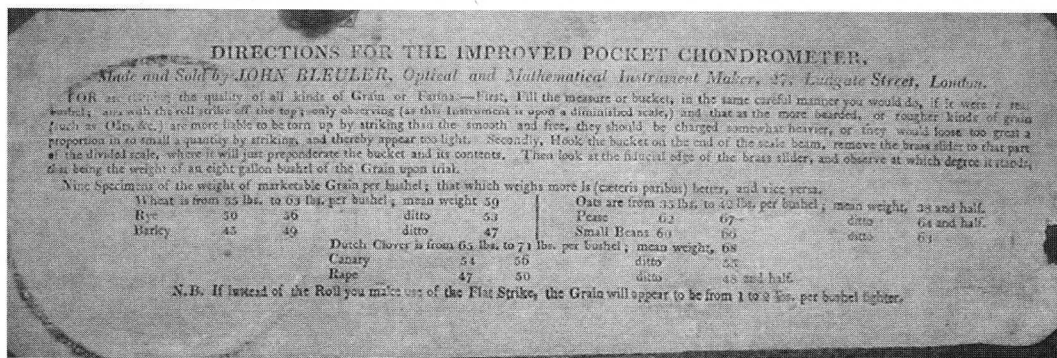 DIRECTIONS FOR THE IMPROVED POCKET CHONDROMETER.
Made and Sold by JOHN BLEULER, Optical and Mathematical Instrument Maker, 27, Ludgate Street, London.
FOR the quality of all kinds of Grain or Farina.—First, Fill the measure or bucket, in the same careful manner you would do, if it were a real
bushel; and with the roll strike off the top; only observing (as this Instrument is upon a diminished scale,) and that as the more bearded, or rougher kinds of grain
(such as Oats, &c.) are more liable to be torn up by striking than the smooth and free, they should be charged somewhat heavier, or they would loose too great a
proportion in so small a quantity by striking, and thereby appear too light. Secondly, Hook the bucket on the end of the scale beam, remove the brass slider to that part
of the divided scale, where it will just preponderate the bucket and its contents. Then look at the fiducial edge of the brass slider, and observe at which degree it stands,
that being the weight of an eight gallon bushel of the Grain upon trial.
Nine Specimens of the weight of marketable Grain per bushel; that which weighs more is (cæteris paribus) better, and vice versa.
Wheat is from 55 lbs. to 63 lbs. per bushel; mean weight 59 Oats are from 35 lbs. to 42 lbs. per bushel; mean weight, 38 and half.
Rye 50 56 ditto 53 Pease 62 67 ditto 64 and half.
Barley 45 49 ditto 47 Small Beans 60 66 ditto 63
Dutch Clover is from 65 lbs. to 71 lbs. per bushel; mean weight, 68
Canary 54 56 ditto 55
Rape 47 50 ditto 48 and half.
N.B. If instead of the Roll you make use of the Flat Strike, the Grain will appear to be from 1 to 2 lbs. per bushel lighter.